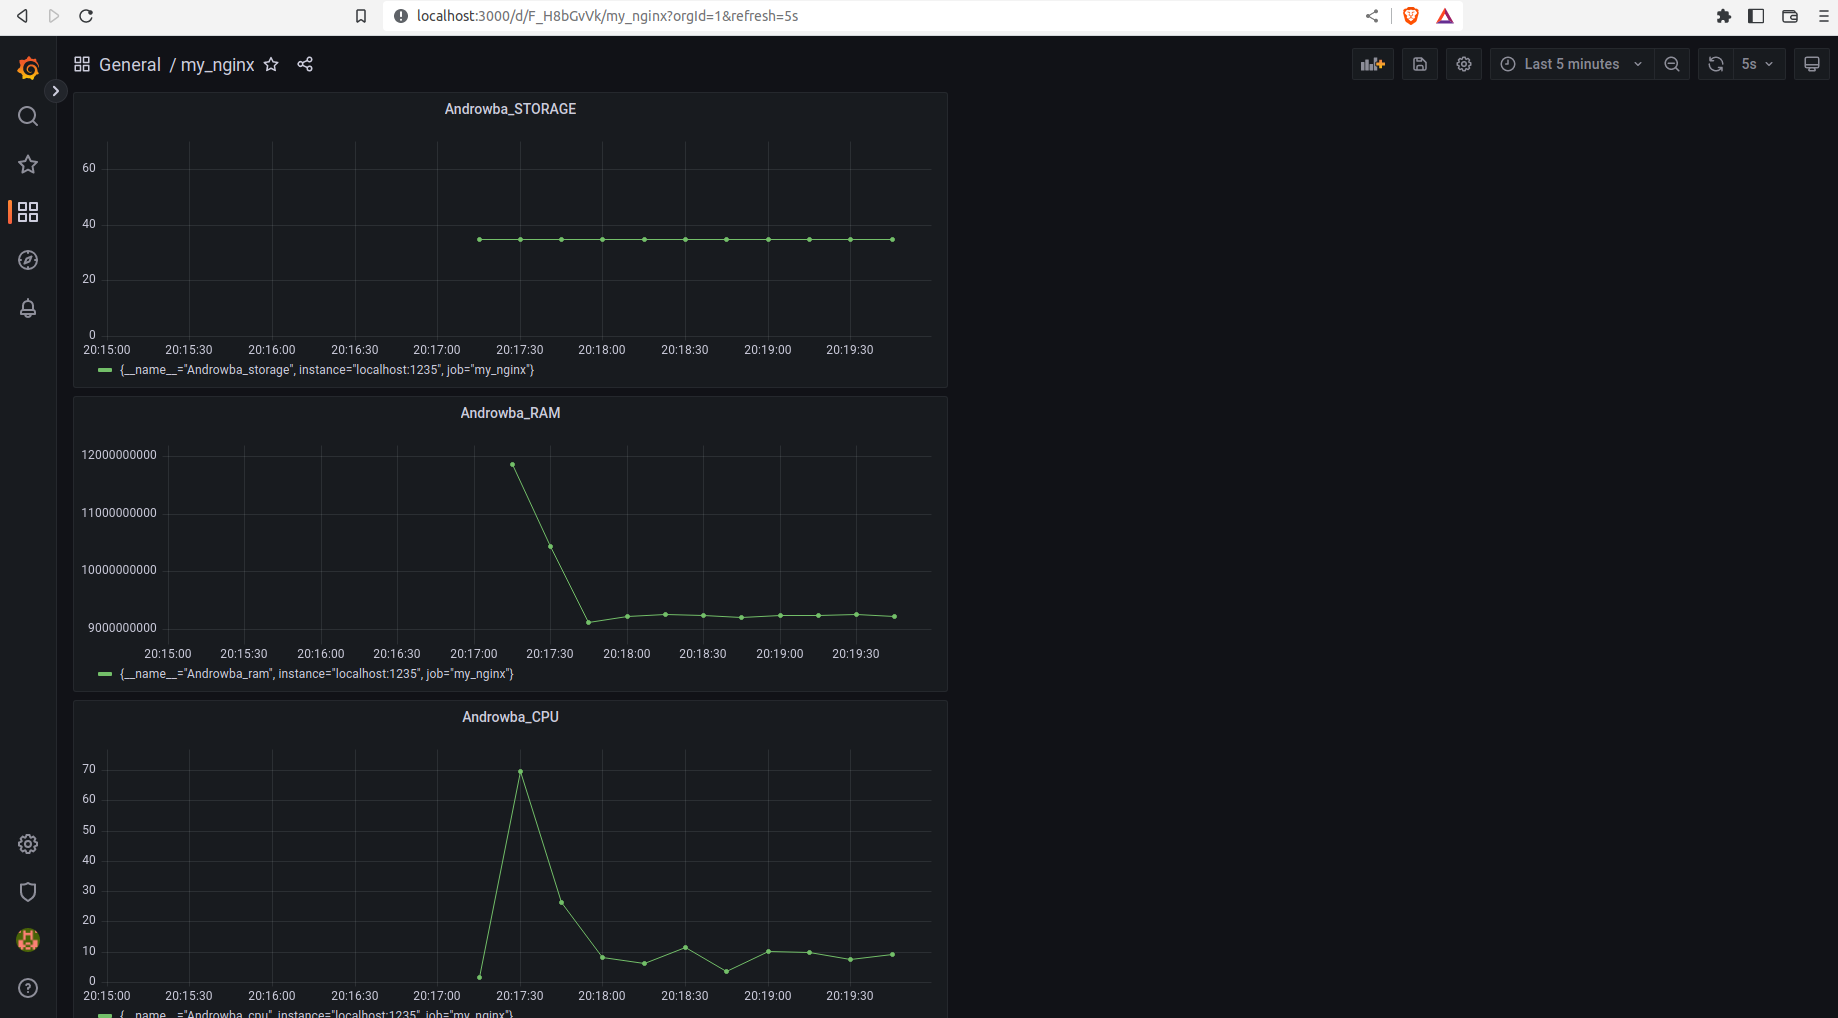 localhost:3000/d/F_H8bGvVk/my_nginx?orgId=1&refresh=5s
General / my_nginx
Last 5 minutes
5s
Androwba_STORAGE
60
40
20
0
20:15:00 20:15:30 20:16:00 20:16:30 20:17:00 20:17:30 20:18:00 20:18:30 20:19:00 20:19:30
{__name__="Androwba_storage", instance="localhost:1235", job="my_nginx"}
Androwba_RAM
12000000000
11000000000
10000000000
9000000000
20:15:00 20:15:30 20:16:00 20:16:30 20:17:00 20:17:30 20:18:00 20:18:30 20:19:00 20:19:30
{__name__="Androwba_ram", instance="localhost:1235", job="my_nginx"}
Androwba_CPU
70
60
50
40
30
20
10
0
20:15:00 20:15:30 20:16:00 20:16:30 20:17:00 20:17:30 20:18:00 20:18:30 20:19:00 20:19:30
{__name__="Androwba_cpu", instance="localhost:1235", job="my_nginx"}